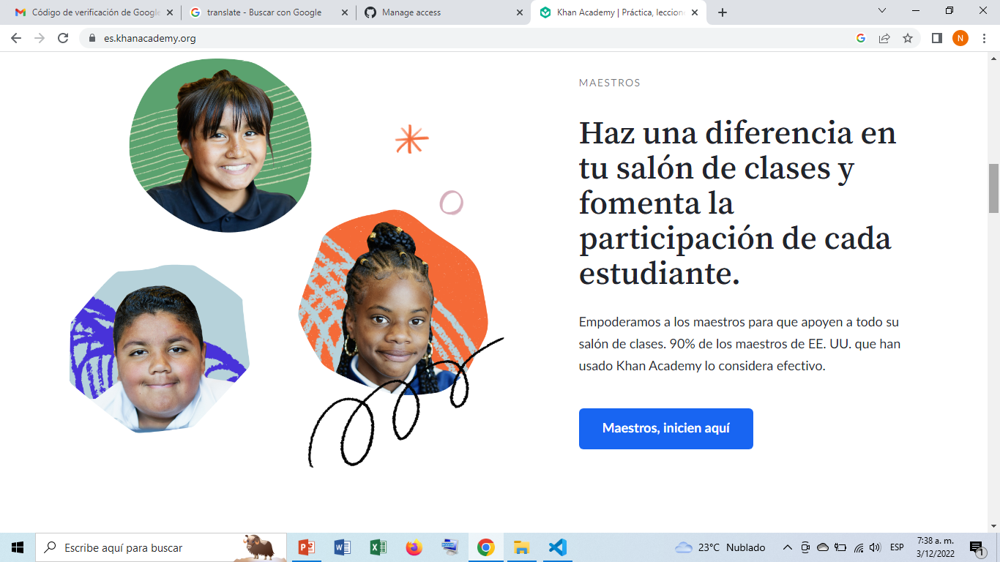 Código de verificación de Google
translate - Buscar con Google
Manage access
Khan Academy | Práctica, leccione
es.khanacademy.org
N
MAESTROS
Haz una diferencia en
tu salón de clases y
fomenta la
participación de cada
estudiante.
Empoderamos a los maestros para que apoyen a todo su
salón de clases. 90% de los maestros de EE. UU. que han
usado Khan Academy lo considera efectivo.
Maestros, inicien aquí
Escribe aquí para buscar
23°C Nublado
ESP
7:38 a. m.
3/12/2022
1